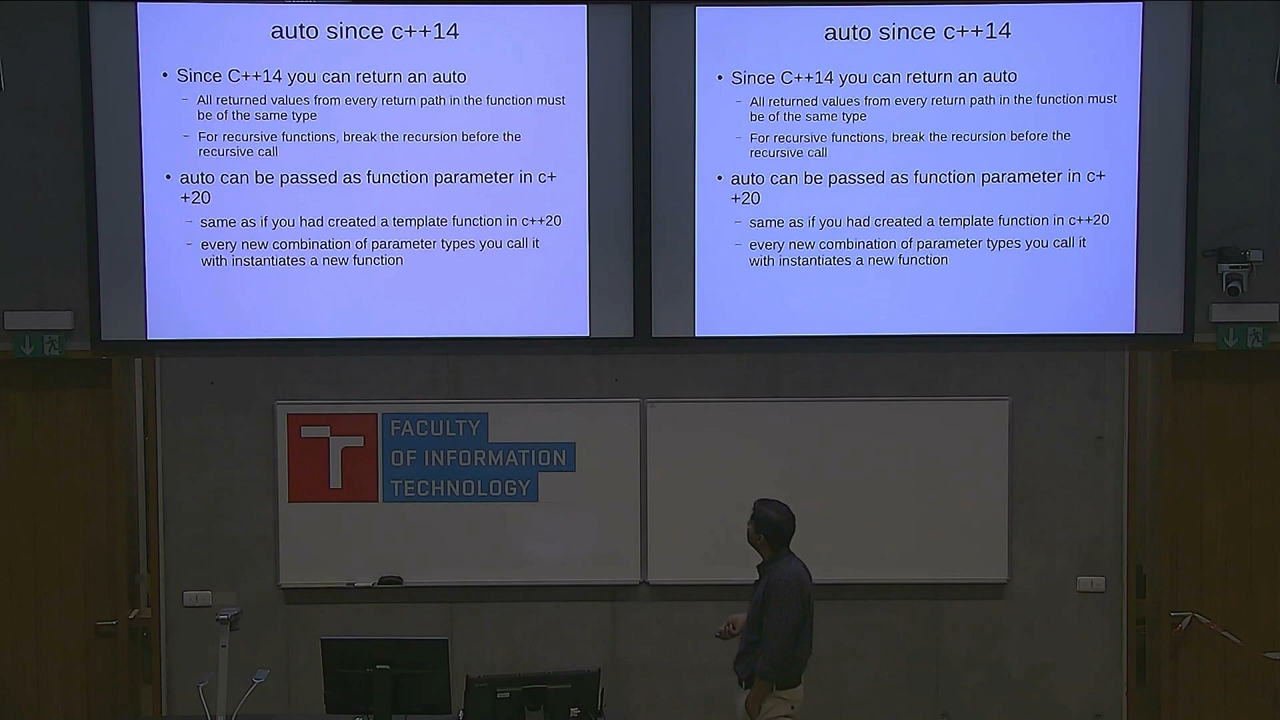 auto since c++14
• Since C++14 you can return an auto
– All returned values from every return path in the function must
be of the same type
– For recursive functions, break the recursion before the
recursive call
• auto can be passed as function parameter in c+
+20
– same as if you had created a template function in c++20
– every new combination of parameter types you call it
with instantiates a new function
auto since c++14
• Since C++14 you can return an auto
– All returned values from every return path in the function must
be of the same type
– For recursive functions, break the recursion before the
recursive call
• auto can be passed as function parameter in c+
+20
– same as if you had created a template function in c++20
– every new combination of parameter types you call it
with instantiates a new function
T
FACULTY
OF INFORMATION
TECHNOLOGY